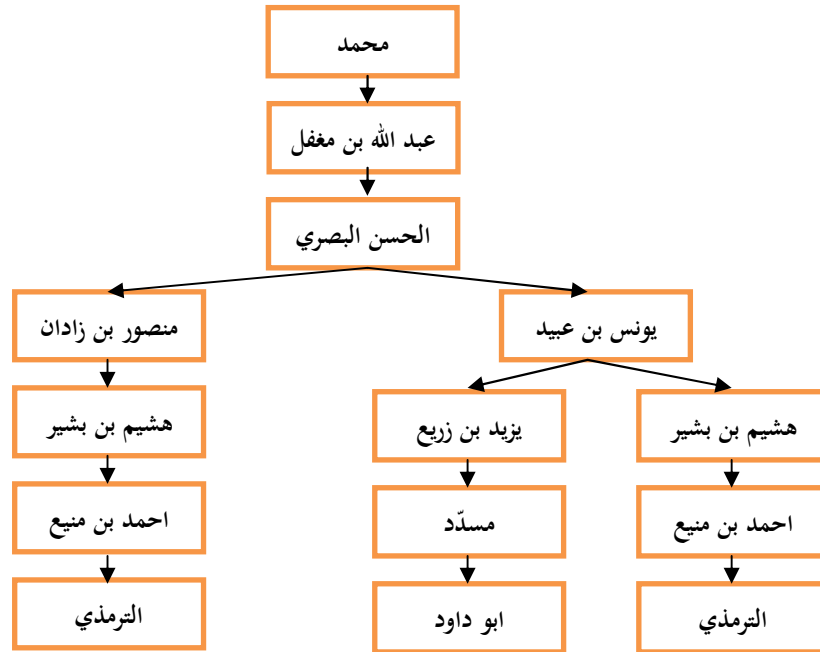 محمد
عبد الله بن مغفل
الحسن البصري
يونس بن عبيد
منصور بن زادان
هشيم بن بشير
يزيد بن زريع
هشيم بن بشير
احمد بن منيع
مسدّد
احمد بن منيع
الترمذي
ابو داود
الترمذي